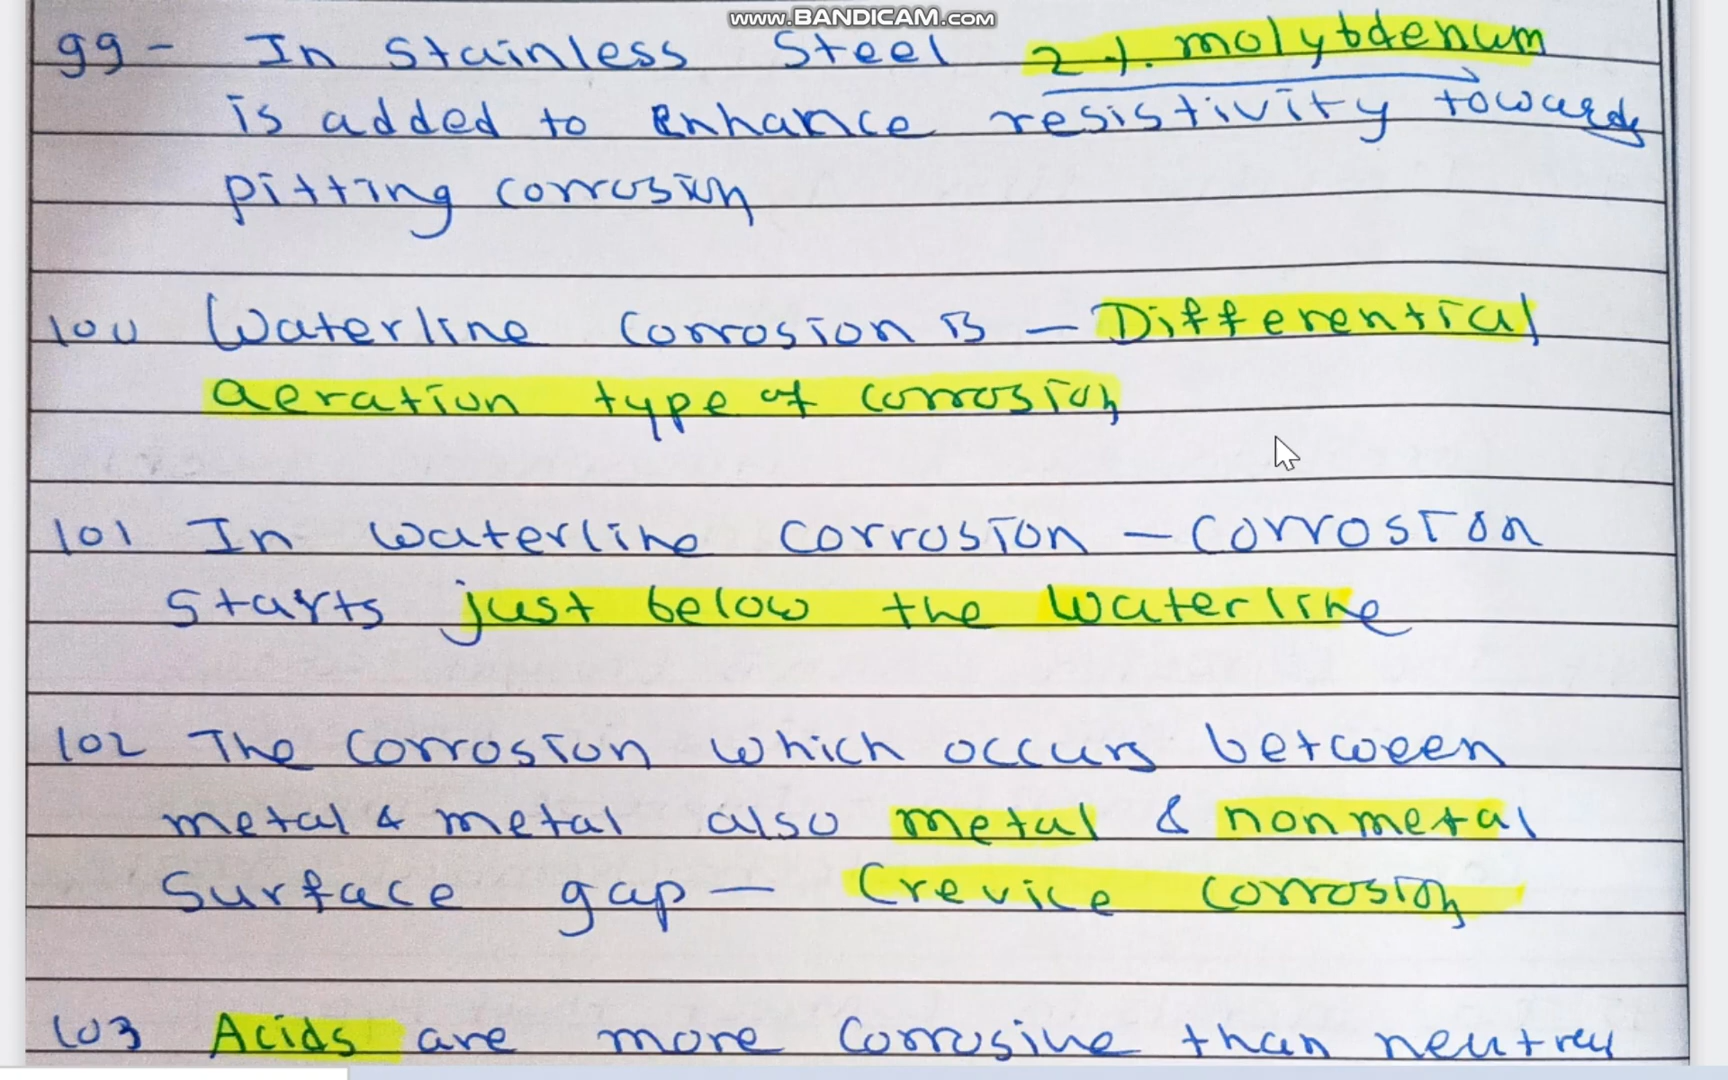 www.BANDICAM.com
99 - In Stainless Steel 2%. molybdenum
is added to enhance resistivity towards
pitting corrosion
100 Waterline corrosion is - Differential
aeration type of corrosion
101 In waterline corrosion - corrosion
starts just below the waterline
102 The corrosion which occurs between
metal & metal also metal & nonmetal
surface gap - Crevice corrosion
103 Acids are more corrosive than neutral